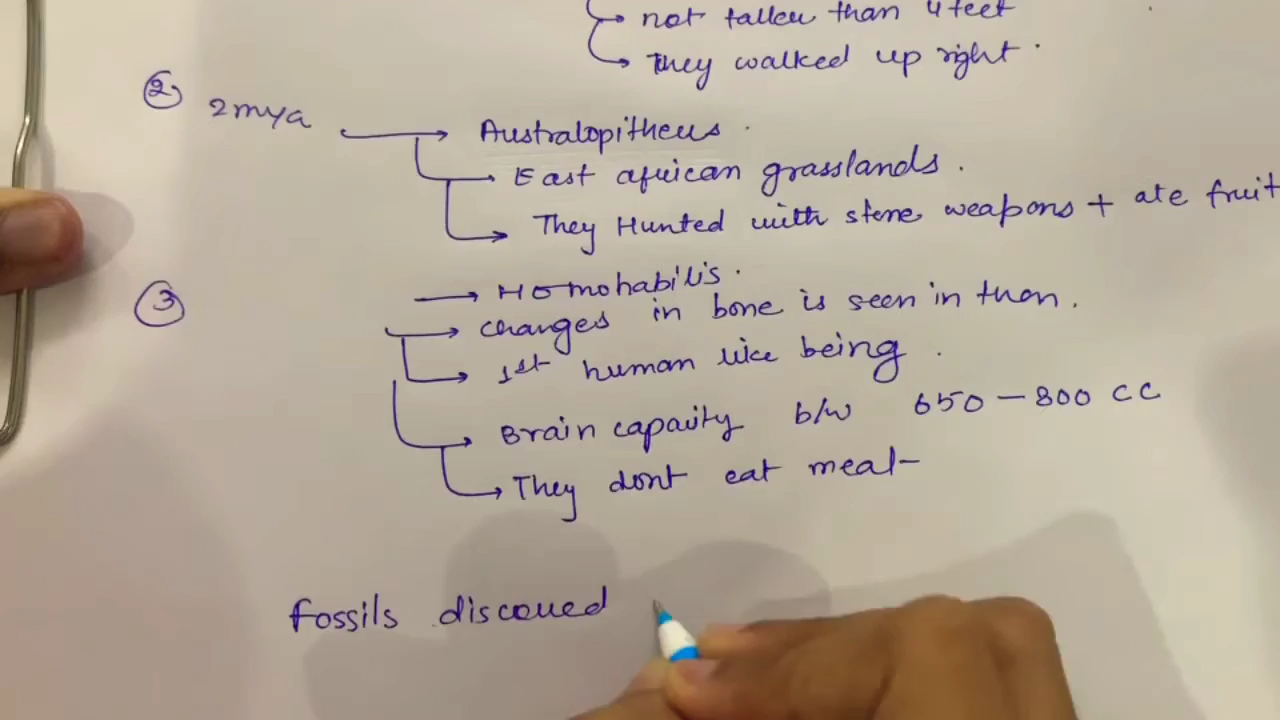 not taller than 4 feet
They walked up right.
② 2mya → Australopitheus.
→ East african grasslands.
→ They Hunted with stone weapons + ate fruit
③ → Homohabilis.
→ changes in bone is seen in them.
→ 1st human like being.
→ Brain capacity b/w 650-800 cc
→ They dont eat meat
fossils discoved